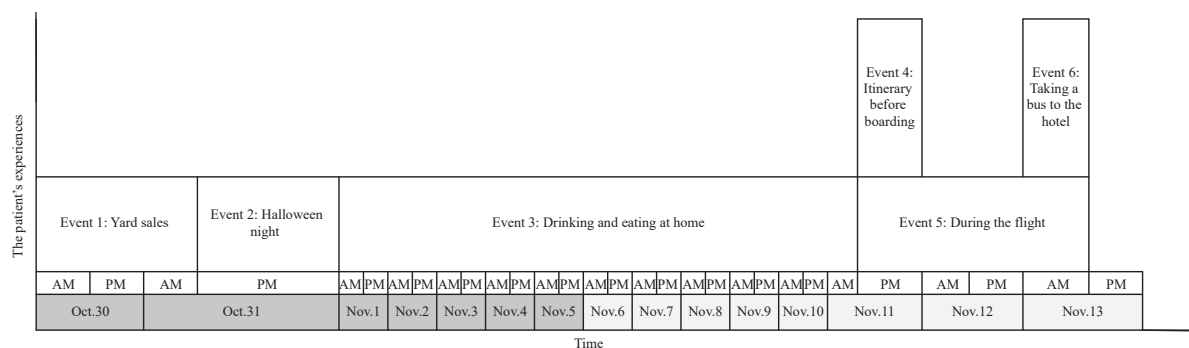 The patient's experiences
Event 4:
Itinerary
before
boarding
Event 6:
Taking a
bus to the
hotel
Event 1: Yard sales
Event 2: Halloween
night
Event 3: Drinking and eating at home
Event 5: During the flight
AM PM AM PM AM PM AM PM AM PM AM PM AM PM AM PM AM PM AM PM AM PM AM PM AM PM AM PM AM PM
Oct.30 Oct.31 Nov.1 Nov.2 Nov.3 Nov.4 Nov.5 Nov.6 Nov.7 Nov.8 Nov.9 Nov.10 Nov.11 Nov.12 Nov.13
Time